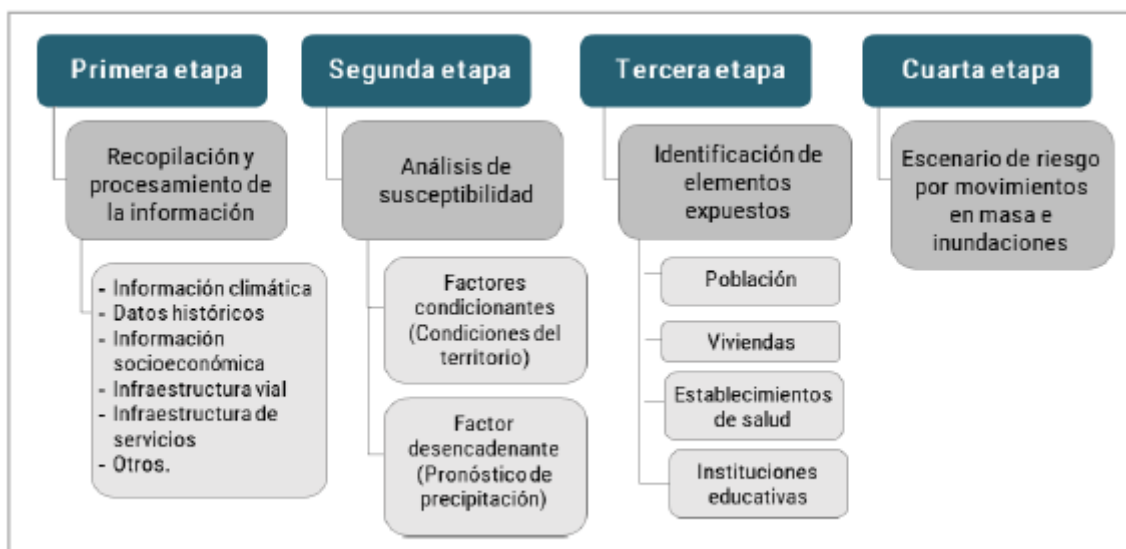 Primera etapa
Recopilación y
procesamiento de
la información
- Información climática
- Datos históricos
- Información
socioeconómica
- Infraestructura vial
- Infraestructura de
servicios
- Otros.
Segunda etapa
Análisis de
susceptibilidad
Factores
condicionantes
(Condiciones del
territorio)
Factor
desencadenante
(Pronóstico de
precipitación)
Tercera etapa
Identificación de
elementos
expuestos
Población
Viviendas
Establecimientos
de salud
Instituciones
educativas
Cuarta etapa
Escenario de riesgo
por movimientos
en masa e
inundaciones